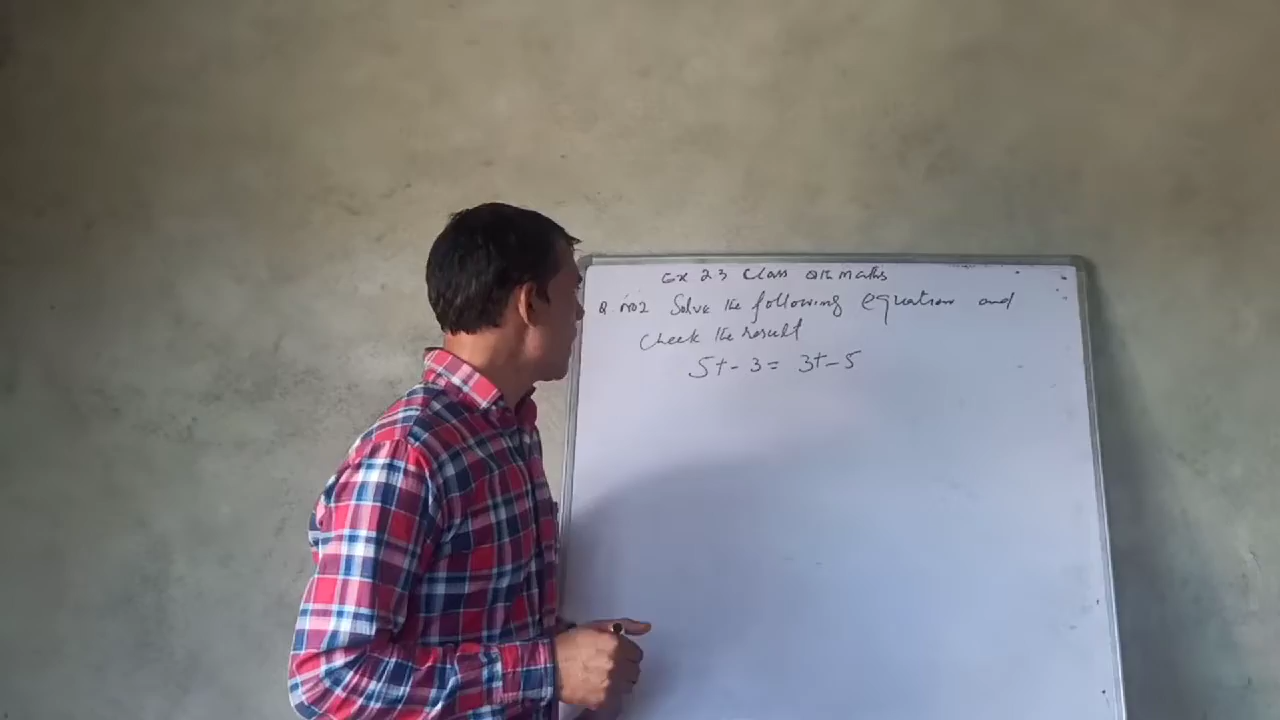 Ex 2.3 Class 8th maths
Q. No2 Solve the following equation and
Check the result
5t - 3 = 3t - 5